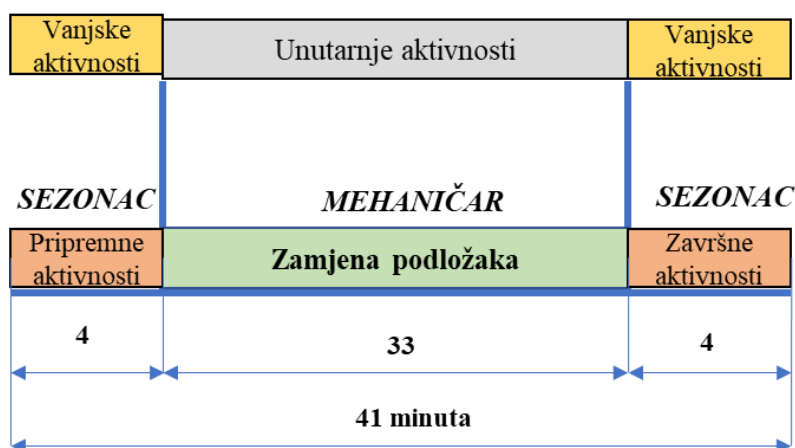 Vanjske
aktivnosti
Unutarnje aktivnosti
Vanjske
aktivnosti
SEZONAC
MEHANIČAR
SEZONAC
Pripremne
aktivnosti
Zamjena podložaka
Završne
aktivnosti
4
33
4
41 minuta